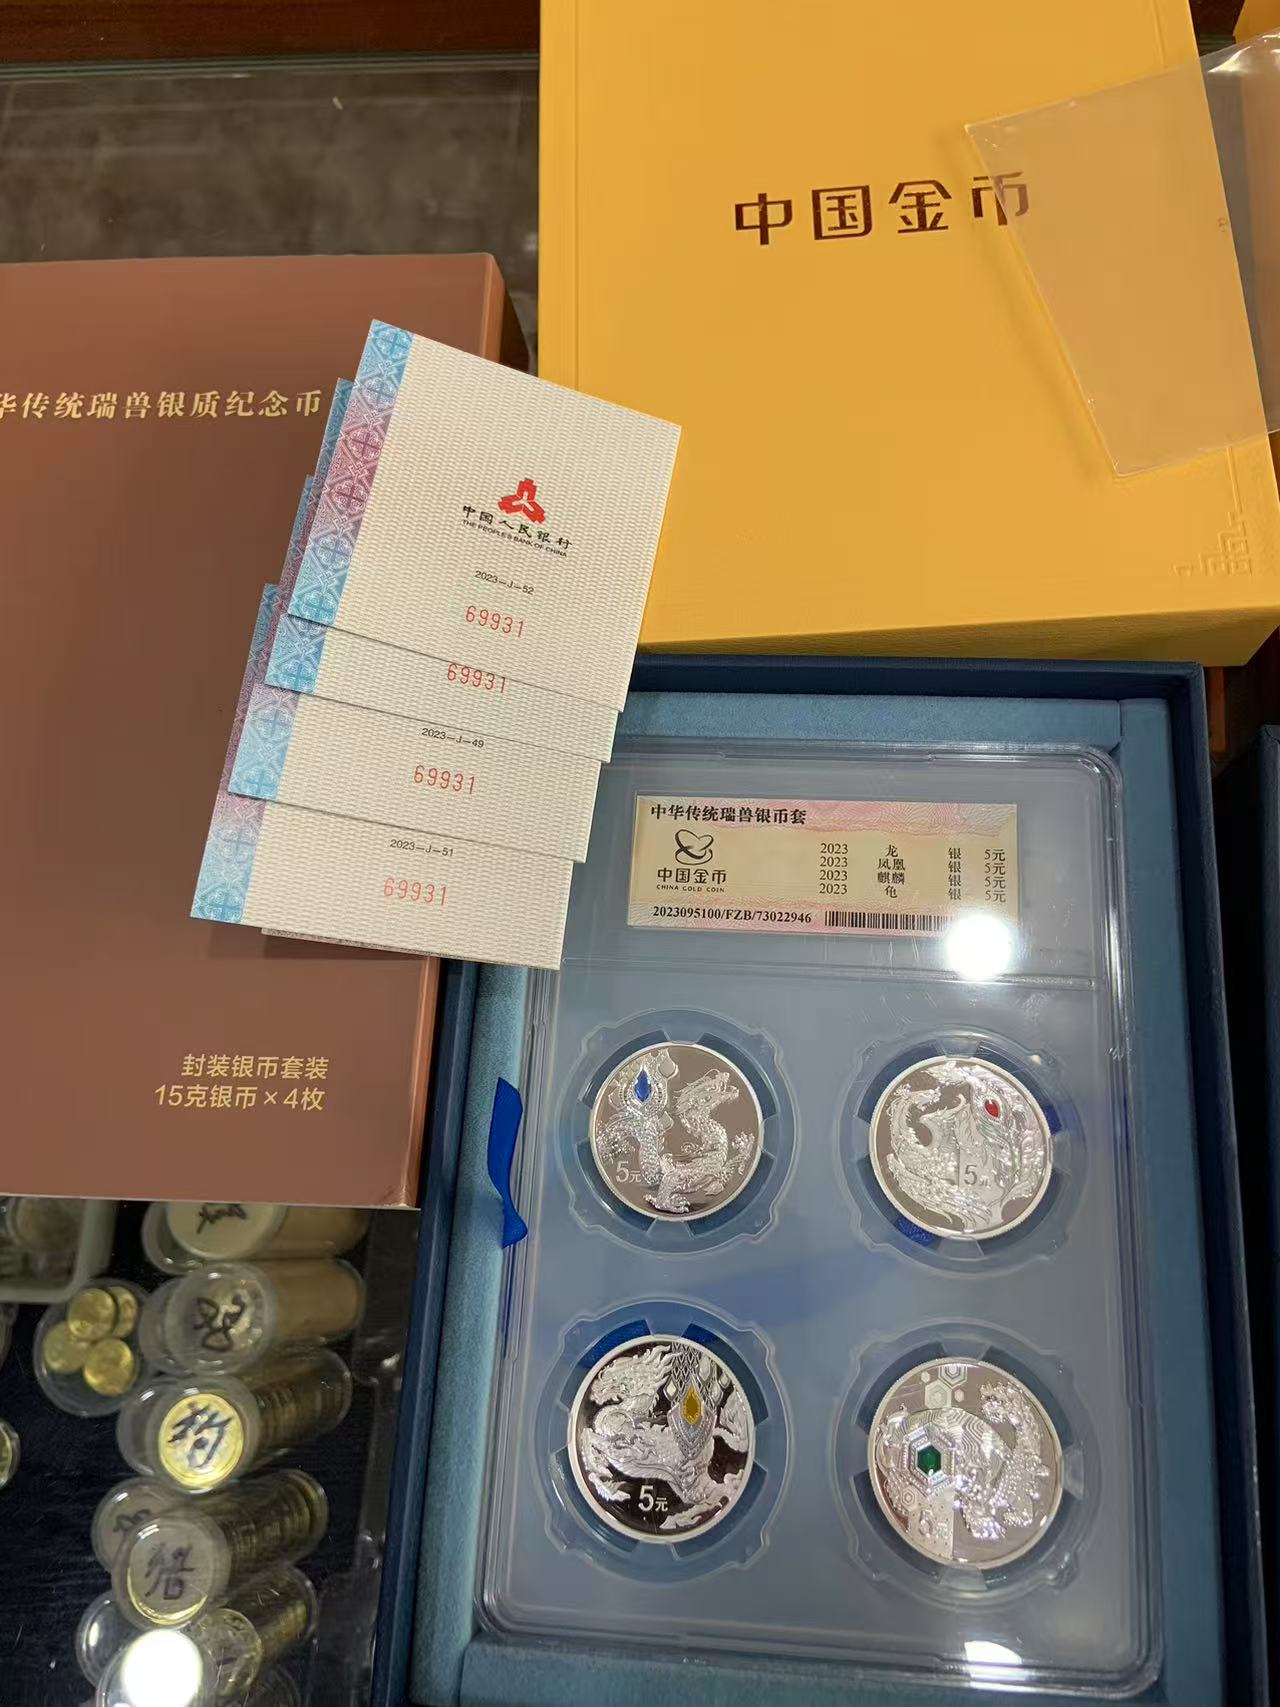 中国金币
华传统瑞兽银质纪念币
中国人民银行
THE PEOPLE'S BANK OF CHINA
2023-J-52
69931
69931
2023-J-49
69931
2023-J-51
69931
封装银币套装
15克银币×4枚
中华传统瑞兽银币套
中国金币
CHINA GOLD COIN
2023 龙 银 5元
2023 凤凰 银 5元
2023 麒麟 银 5元
2023 龟 银 5元
2023095100/FZB/73022946
5元
5元
5元
5
狗